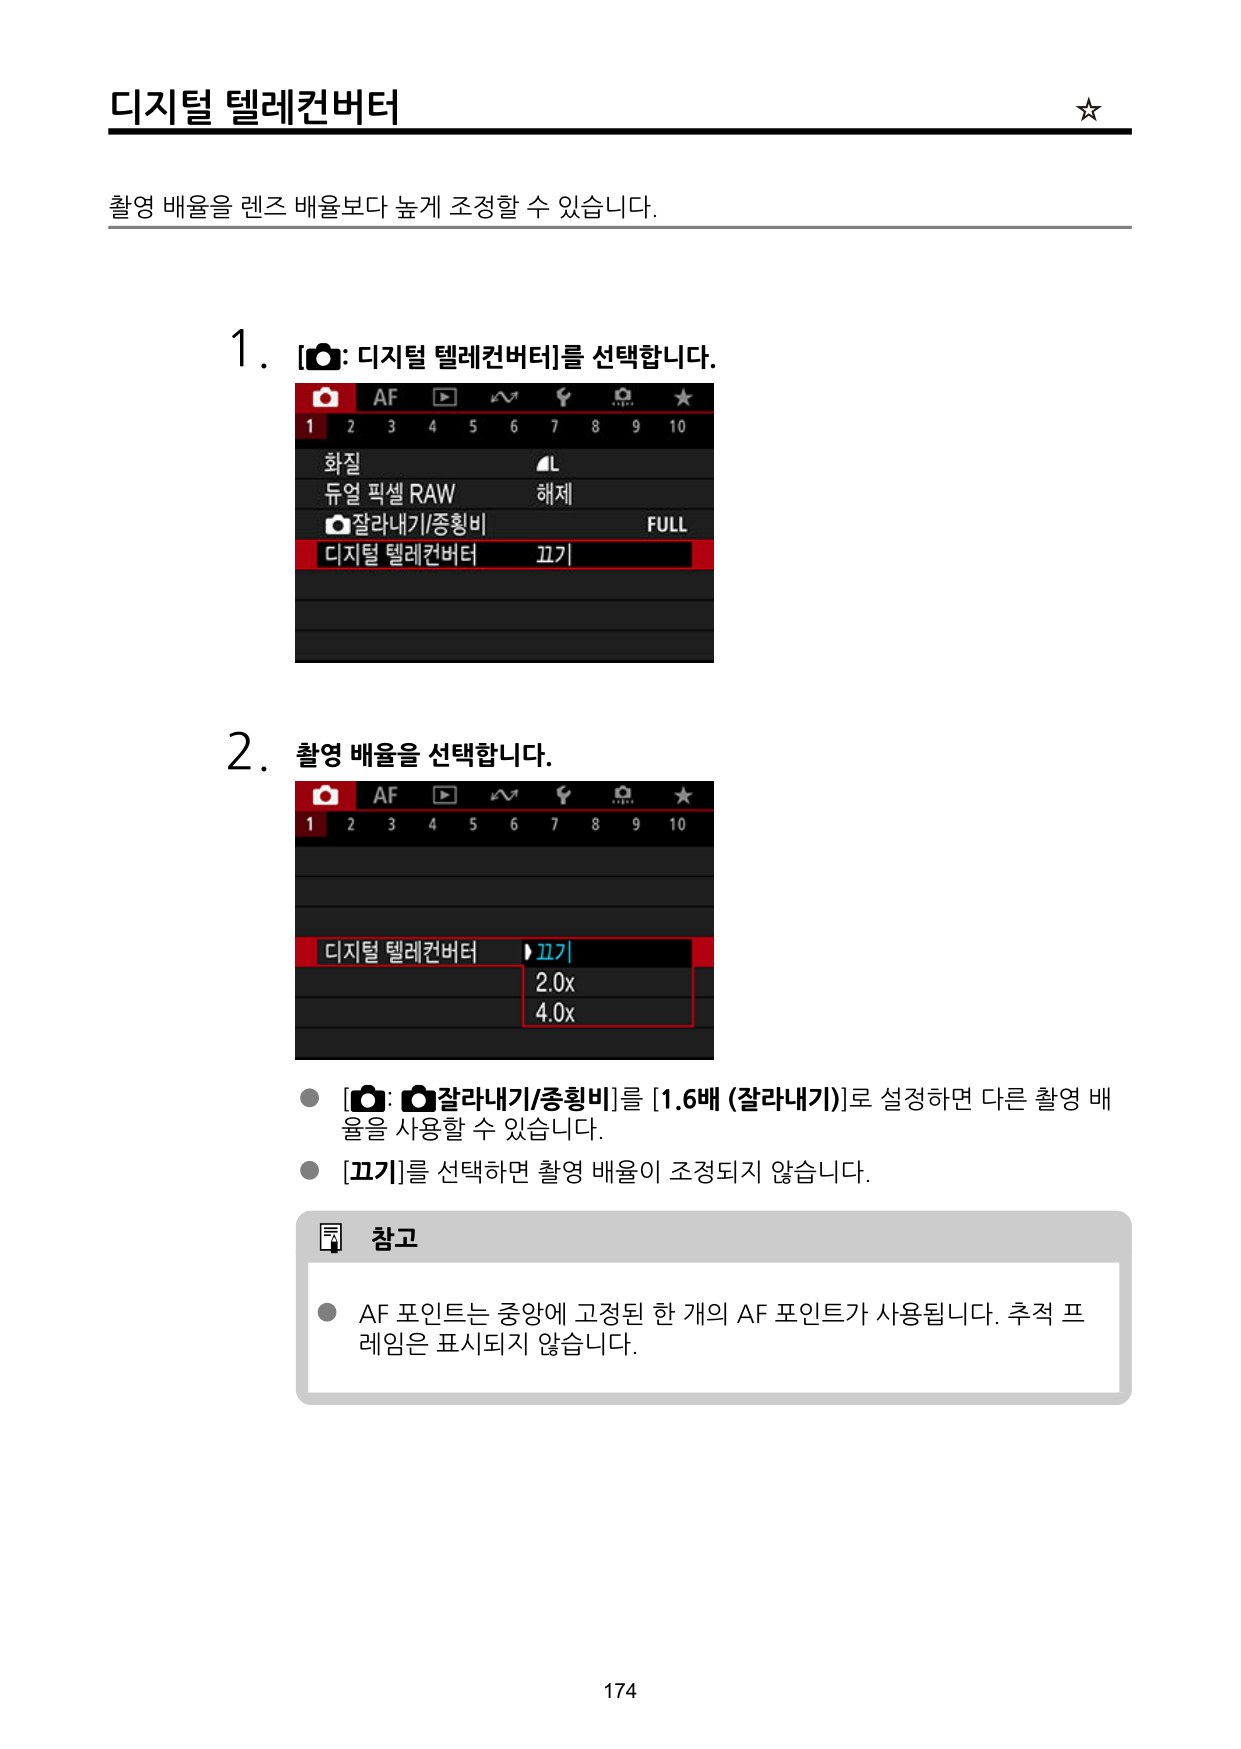 디지털 텔레컨버터 ☆
촬영 배율을 렌즈 배율보다 높게 조정할 수 있습니다.
1. [: 디지털 텔레컨버터]를 선택합니다.
AF
1 2 3 4 5 6 7 8 9 10
화질 L
듀얼 픽셀 RAW 해제
잘라내기/종횡비 FULL
디지털 텔레컨버터 끄기
2. 촬영 배율을 선택합니다.
AF
1 2 3 4 5 6 7 8 9 10
디지털 텔레컨버터 끄기
2.0x
4.0x
● [: 잘라내기/종횡비]를 [1.6배 (잘라내기)]로 설정하면 다른 촬영 배
율을 사용할 수 있습니다.
● [끄기]를 선택하면 촬영 배율이 조정되지 않습니다.
참고
● AF 포인트는 중앙에 고정된 한 개의 AF 포인트가 사용됩니다. 추적 프
레임은 표시되지 않습니다.
174